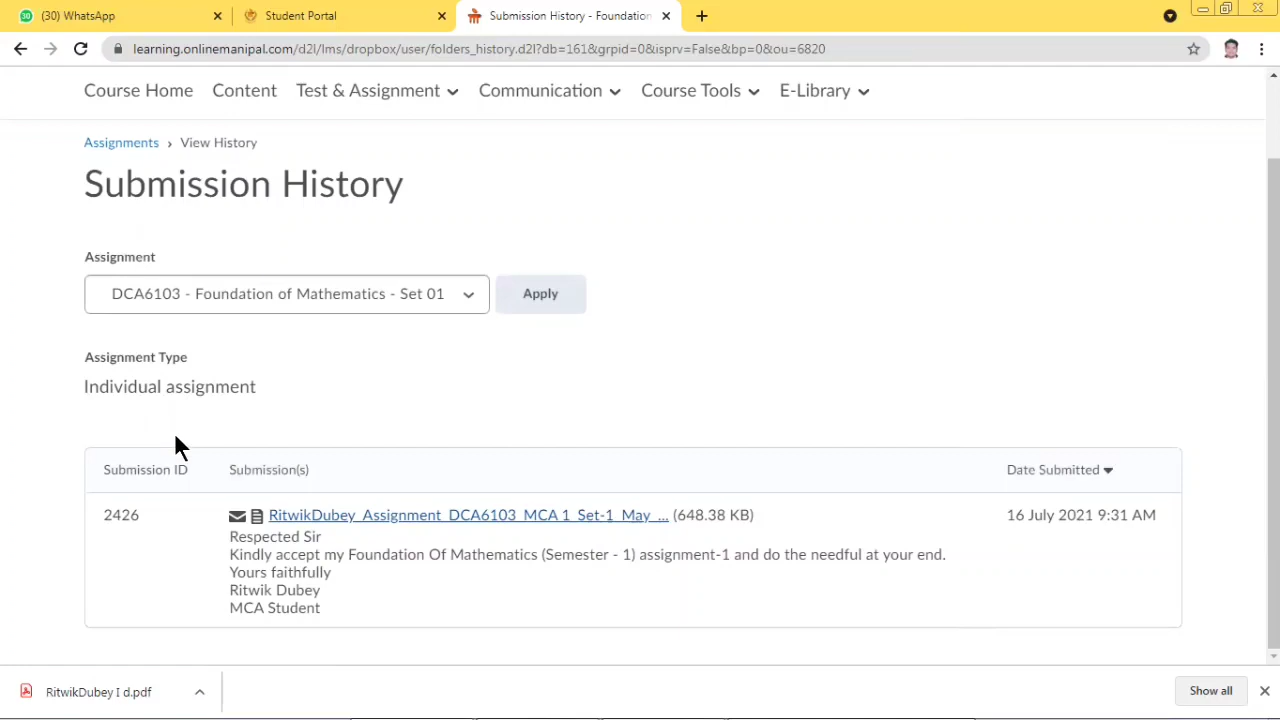 30 (30) WhatsApp
Student Portal
Submission History - Foundation
learning.onlinemanipal.com/d2l/lms/dropbox/user/folders_history.d2l?db=161&grpid=0&isprv=False&bp=0&ou=6820
Course Home Content Test & Assignment Communication Course Tools E-Library
Assignments › View History
Submission History
Assignment
DCA6103 - Foundation of Mathematics - Set 01 Apply
Assignment Type
Individual assignment
Submission ID Submission(s) Date Submitted
2426 RitwikDubey_Assignment_DCA6103_MCA 1_Set-1_May_... (648.38 KB) 16 July 2021 9:31 AM
Respected Sir
Kindly accept my Foundation Of Mathematics (Semester - 1) assignment-1 and do the needful at your end.
Yours faithfully
Ritwik Dubey
MCA Student
RitwikDubey I d.pdf Show all